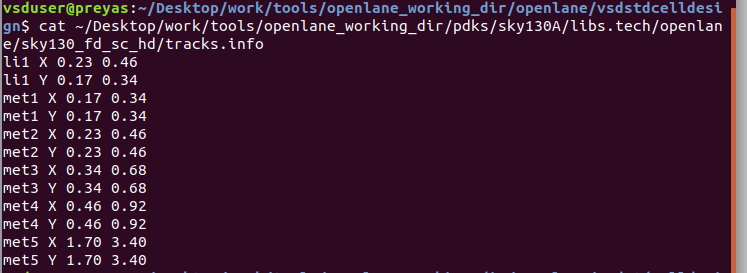 vsduser@preyas:~/Desktop/work/tools/openlane_working_dir/openlane/vsdstdcelldesi
gn$ cat ~/Desktop/work/tools/openlane_working_dir/pdks/sky130A/libs.tech/openlan
e/sky130_fd_sc_hd/tracks.info
li1 X 0.23 0.46
li1 Y 0.17 0.34
met1 X 0.17 0.34
met1 Y 0.17 0.34
met2 X 0.23 0.46
met2 Y 0.23 0.46
met3 X 0.34 0.68
met3 Y 0.34 0.68
met4 X 0.46 0.92
met4 Y 0.46 0.92
met5 X 1.70 3.40
met5 Y 1.70 3.40